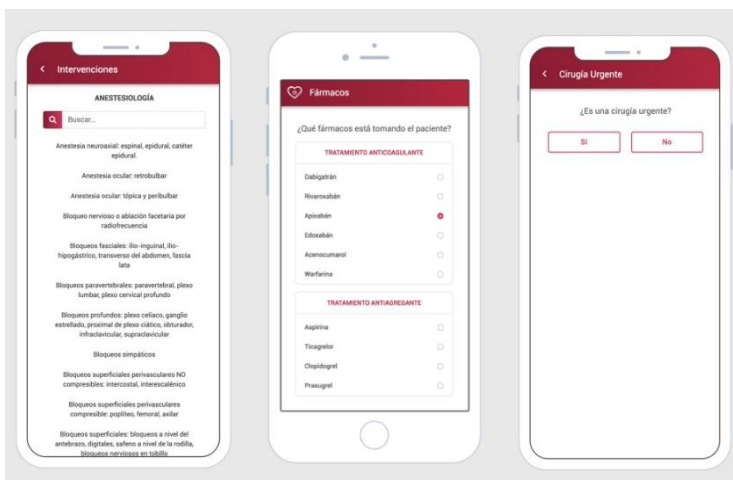 Intervenciones
ANESTESIOLOGÍA
Buscar...
Anestesia neuroaxial: espinal, epidural, catéter
epidural.
Anestesia ocular: retrobulbar
Anestesia ocular: tópica y peribulbar
Bloqueo nervioso o ablación facetaria por
radiofrecuencia
Bloqueos fasciales: ilio-inguinal, ilio-
hipogástrico, transverso del abdomen, fascia
lata
Bloqueos paravertebrales: paravertebral, plexo
lumbar, plexo cervical profundo
Bloqueos profundos: plexo celíaco, ganglio
estrellado, proximal de plexo ciático, obturador,
infraclavicular, supraclavicular
Bloqueos simpáticos
Bloqueos superficiales perivasculares NO
compresibles: intercostal, interescalénico
Bloqueos superficiales perivasculares
compresible: poplíteo, femoral, axilar
Bloqueos superficiales: bloqueos a nivel del
antebrazo, digitales, safeno a nivel de la rodilla,
bloqueos nerviosos en tobillo
Fármacos
¿Qué fármacos está tomando el paciente?
TRATAMIENTO ANTICOAGULANTE
Dabigatrán
Rivaroxabán
Apixabán
Edoxabán
Acenocumarol
Warfarina
TRATAMIENTO ANTIAGREGANTE
Aspirina
Ticagrelor
Clopidogrel
Prasugrel
Cirugía Urgente
¿Es una cirugía urgente?
Sí
No